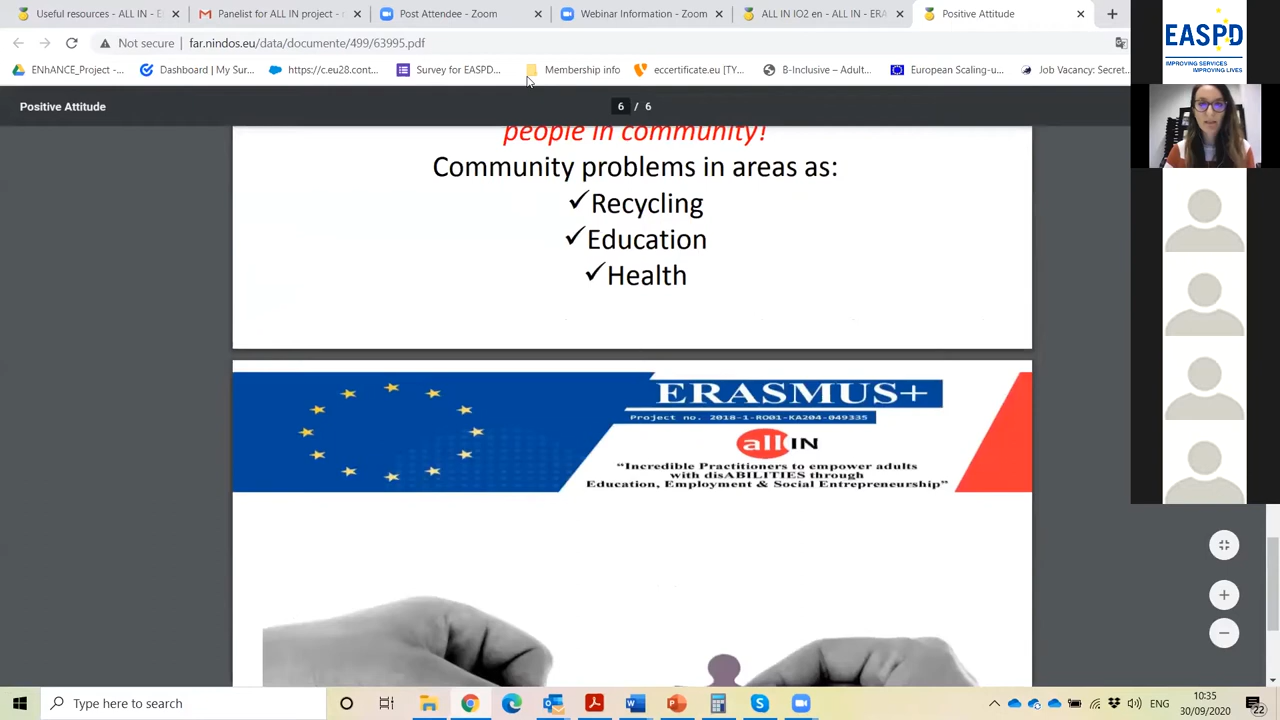 Useful resources - ALL IN - E
Panelist for ALL IN project -
Post Attendee - Zoom
Webinar Information - Zoom
ALL IN IO2 en - ALL IN - ERA
Positive Attitude
Not secure
far.nindos.eu/data/documente/499/63995.pdf
ENhANCE_Project -...
Dashboard | My Sur...
https://c.eu28.cont...
Survey for
Membership info
eccertificate.eu [TY...
B-Inclusive – Adult...
European Scaling-u...
Job Vacancy: Secret...
Positive Attitude
6 / 6
EASPD
IMPROVING SERVICES
IMPROVING LIVES
people in community!
Community problems in areas as:
✓Recycling
✓Education
✓Health
ERASMUS+
Project no. 2018-1-RO01-KA204-049335
all IN
“Incredible Practitioners to empower adults
with disABILITIES through
Education, Employment & Social Entrepreneurship”
Type here to search
ENG
10:35
30/09/2020
22